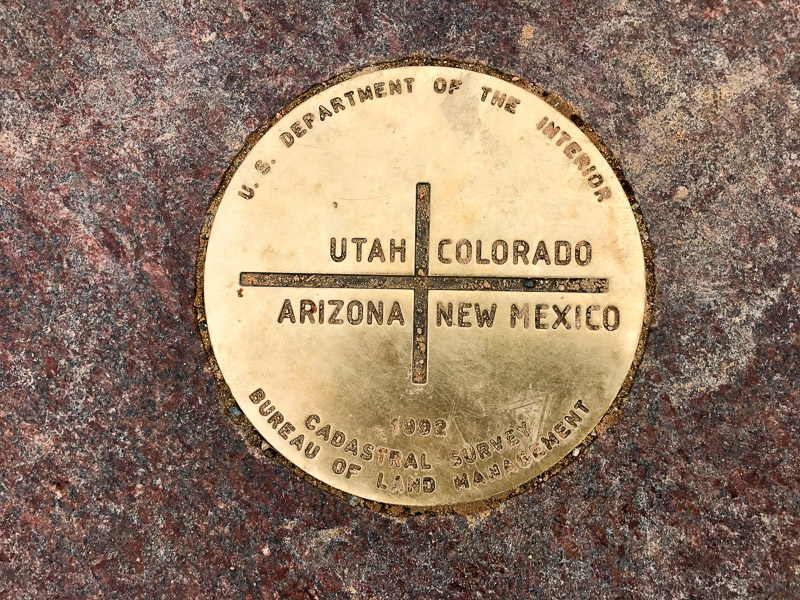 U. S. DEPARTMENT OF THE INTERIOR
UTAH COLORADO
ARIZONA NEW MEXICO
1992
CADASTRAL SURVEY
BUREAU OF LAND MANAGEMENT